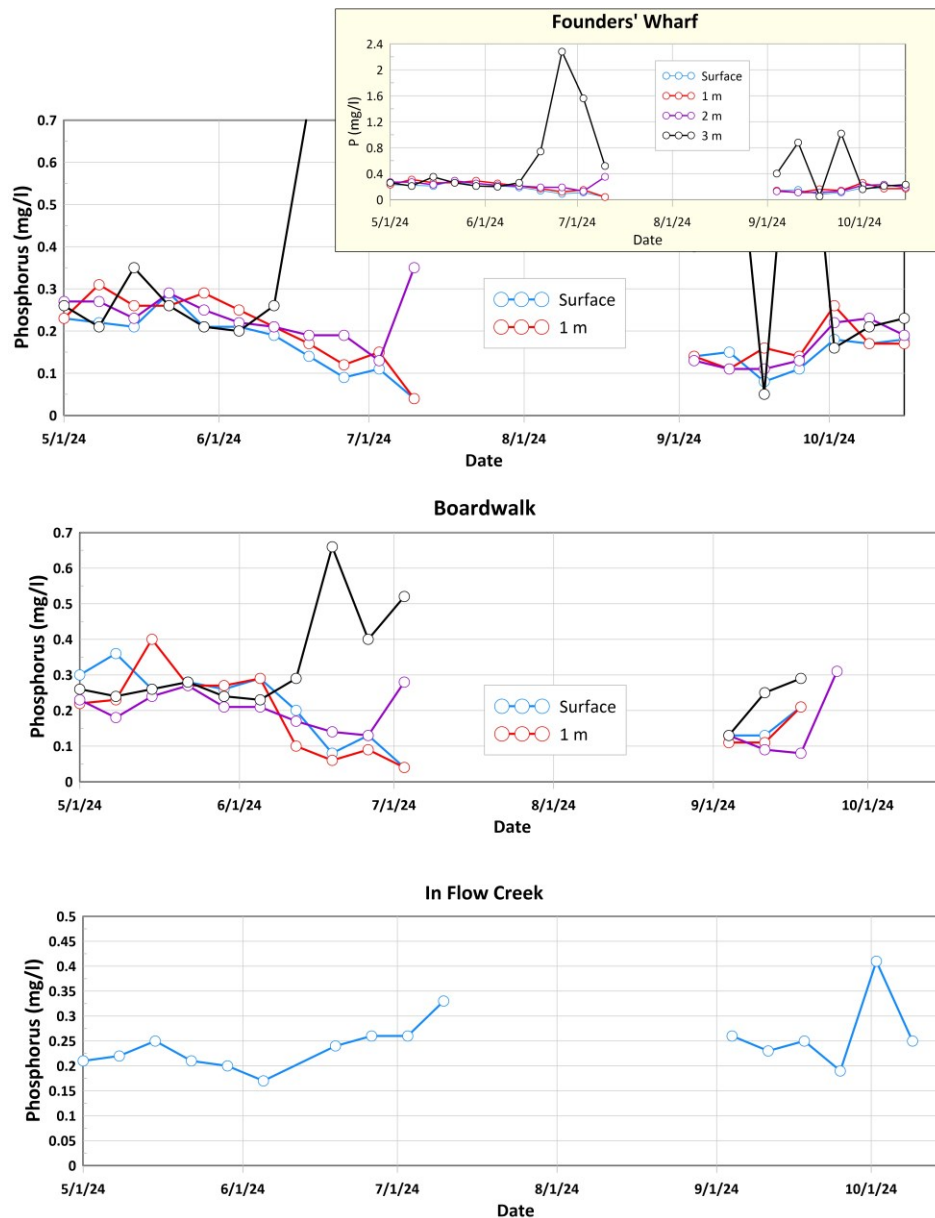 Founders' Wharf
2.4
2
1.6
1.2
0.8
0.4
0
P (mg/l)
Surface
1 m
2 m
3 m
5/1/24 6/1/24 7/1/24 8/1/24 9/1/24 10/1/24
Date
0.7
0.6
0.5
0.4
0.3
0.2
0.1
0
Phosphorus (mg/l)
Surface
1 m
5/1/24 6/1/24 7/1/24 8/1/24 9/1/24 10/1/24
Date
Boardwalk
0.7
0.6
0.5
0.4
0.3
0.2
0.1
0
Phosphorus (mg/l)
Surface
1 m
5/1/24 6/1/24 7/1/24 8/1/24 9/1/24 10/1/24
Date
In Flow Creek
0.5
0.45
0.4
0.35
0.3
0.25
0.2
0.15
0.1
0.05
0
Phosphorus (mg/l)
5/1/24 6/1/24 7/1/24 8/1/24 9/1/24 10/1/24
Date